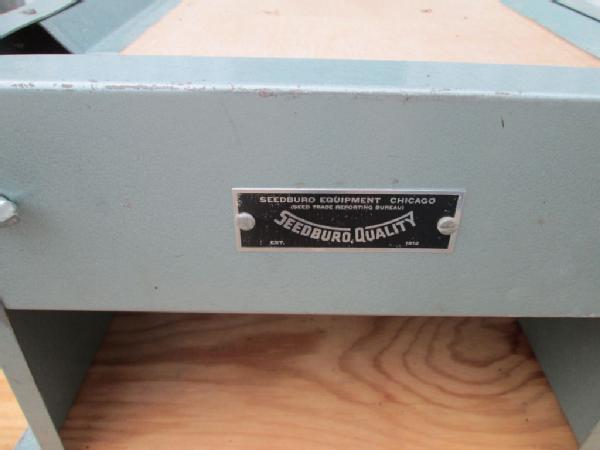 SEEDBURO EQUIPMENT CHICAGO
(SEED TRADE REPORTING BUREAU)
SEEDBURO QUALITY
EST. 1912